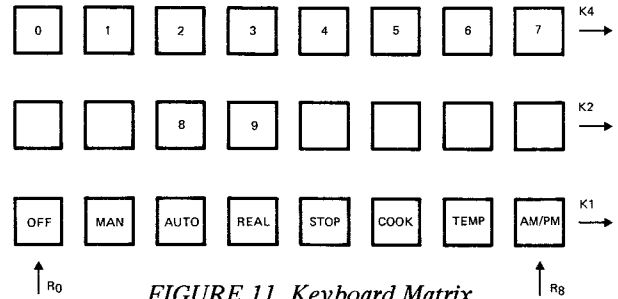 0 1 2 3 4 5 6 7 K4
8 9 K2
OFF MAN AUTO REAL STOP COOK TEMP AM/PM K1
R0 R8
FIGURE 11. Keyboard Matrix